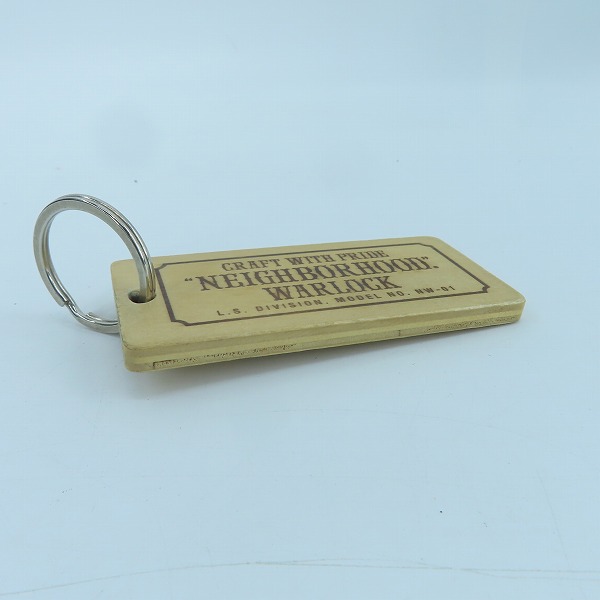 CRAFT WITH PRIDE
"NEIGHBORHOOD".
WARLOCK
L.S. DIVISION. MODEL NO. NW-01